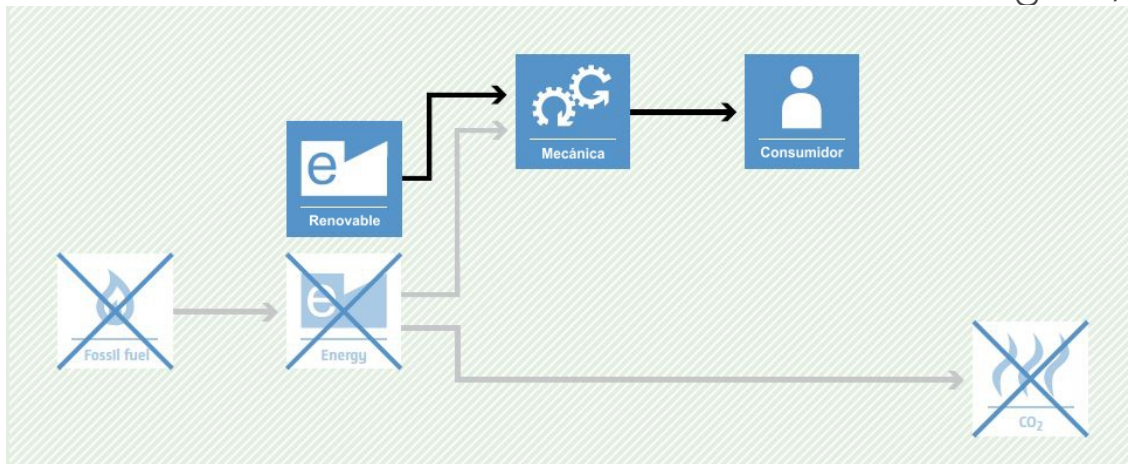 Mecánica
Consumidor
e
Renovable
Fossil fuel
e
Energy
CO₂